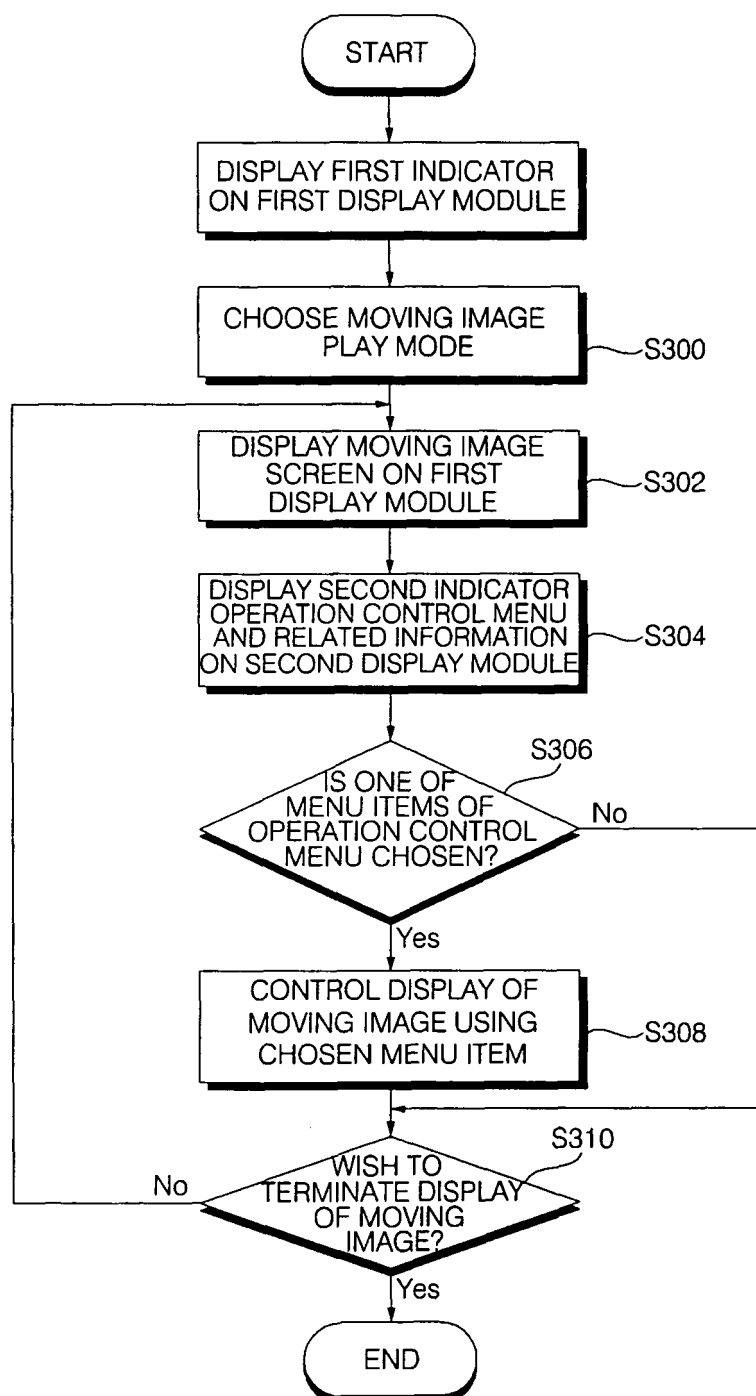 START
DISPLAY FIRST INDICATOR
ON FIRST DISPLAY MODULE
CHOOSE MOVING IMAGE
PLAY MODE
S300
DISPLAY MOVING IMAGE
SCREEN ON FIRST
DISPLAY MODULE
S302
DISPLAY SECOND INDICATOR
OPERATION CONTROL MENU
AND RELATED INFORMATION
ON SECOND DISPLAY MODULE
S304
S306
IS ONE OF
MENU ITEMS OF
OPERATION CONTROL
MENU CHOSEN?
No
Yes
CONTROL DISPLAY OF
MOVING IMAGE USING
CHOSEN MENU ITEM
S308
S310
WISH TO
TERMINATE DISPLAY
OF MOVING
IMAGE?
No
Yes
END